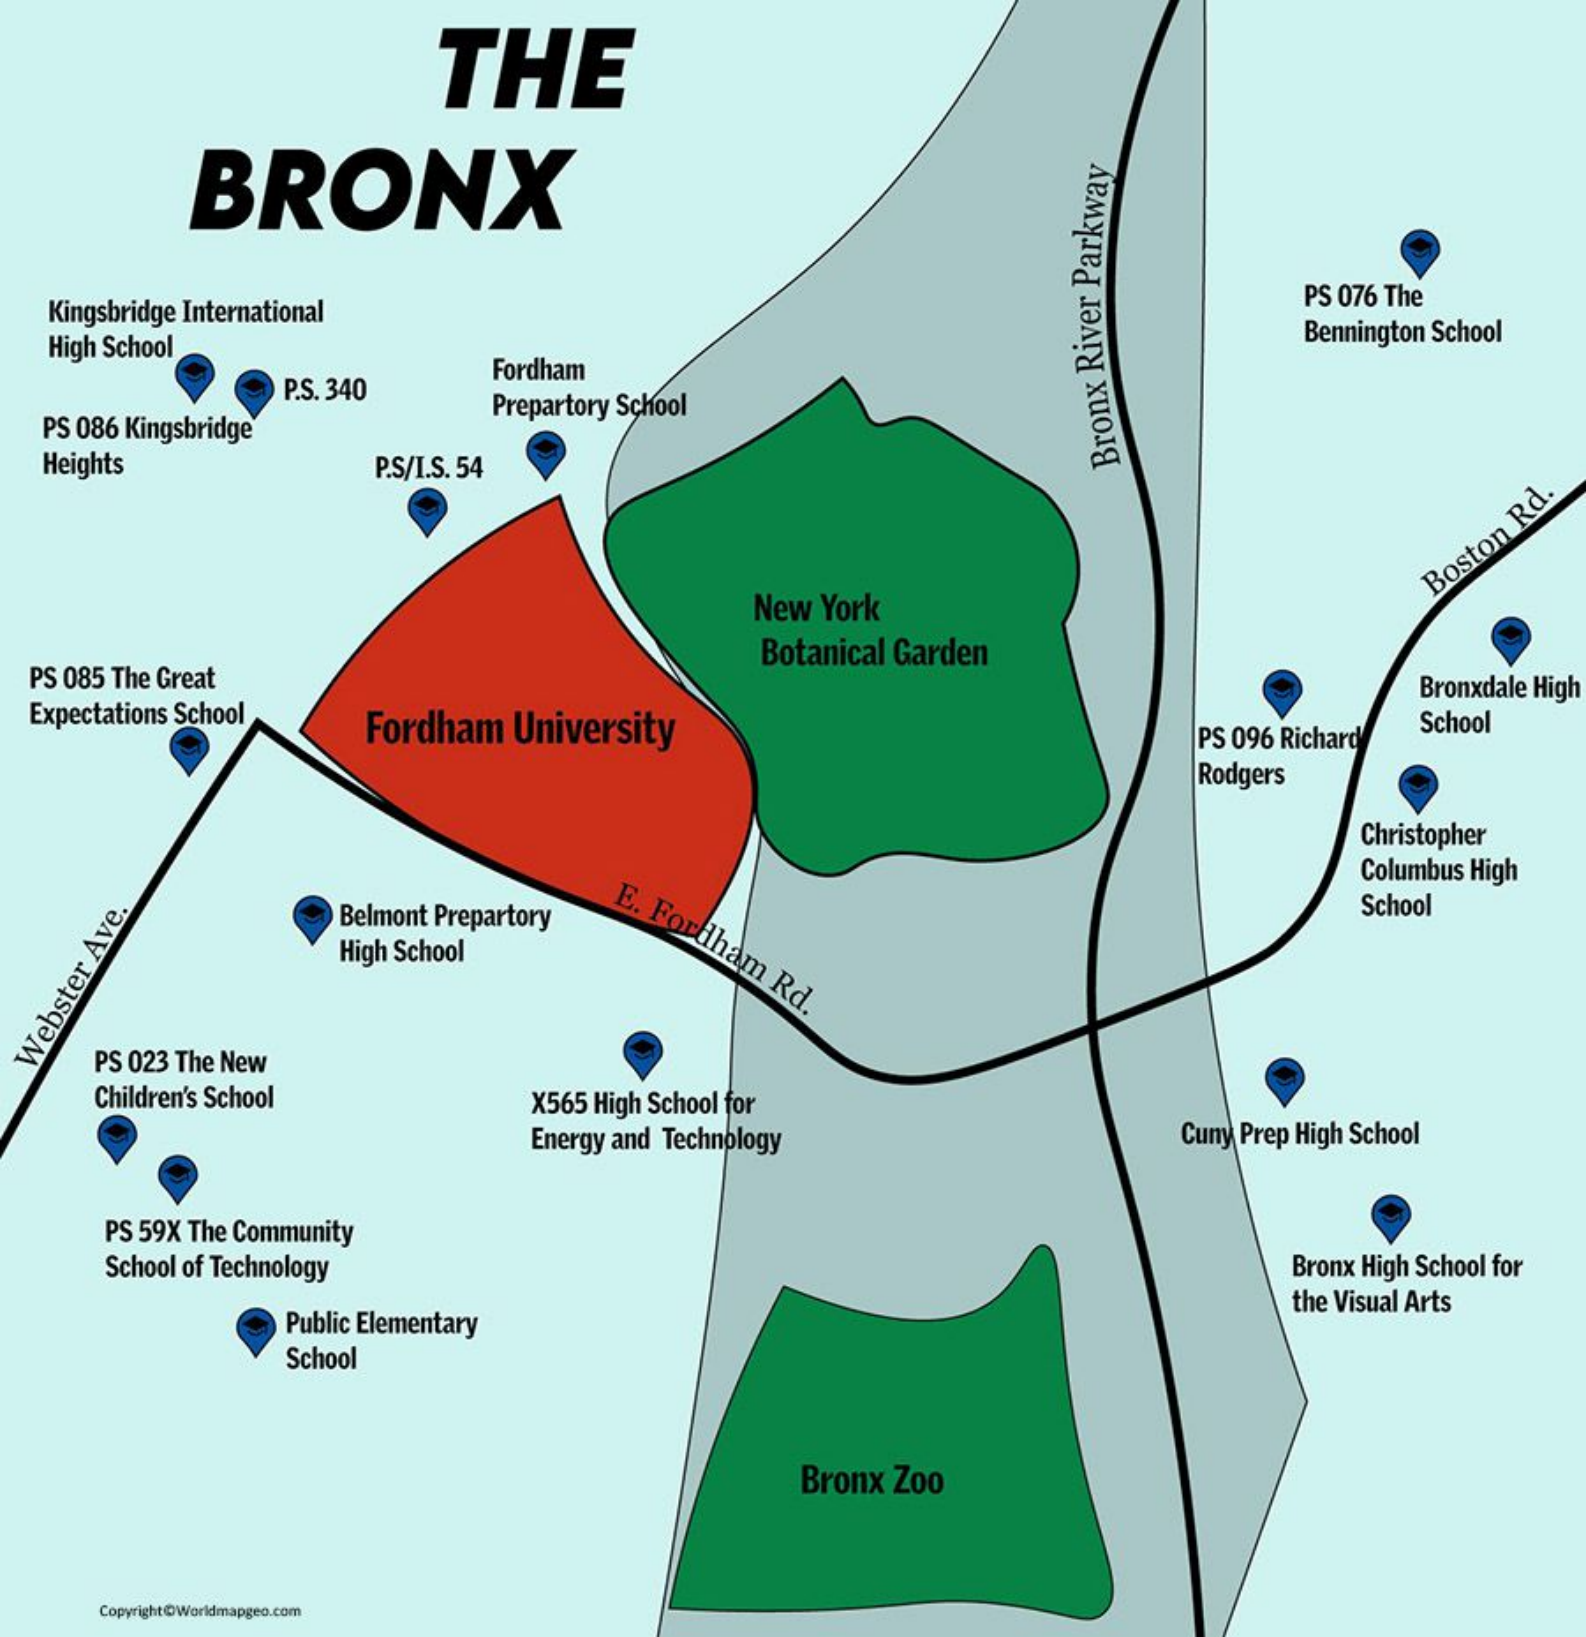 THE
BRONX
Kingsbridge International
High School
P.S. 340
PS 086 Kingsbridge
Heights
Fordham
Prepartory School
P.S/I.S. 54
Bronx River Parkway
PS 076 The
Bennington School
Boston Rd.
New York
Botanical Garden
Fordham University
PS 085 The Great
Expectations School
Bronxdale High
School
PS 096 Richard
Rodgers
Christopher
Columbus High
School
E. Fordham Rd.
Webster Ave.
Belmont Prepartory
High School
PS 023 The New
Children's School
X565 High School for
Energy and Technology
Cuny Prep High School
PS 59X The Community
School of Technology
Bronx High School for
the Visual Arts
Public Elementary
School
Bronx Zoo
Copyright©Worldmapgeo.com